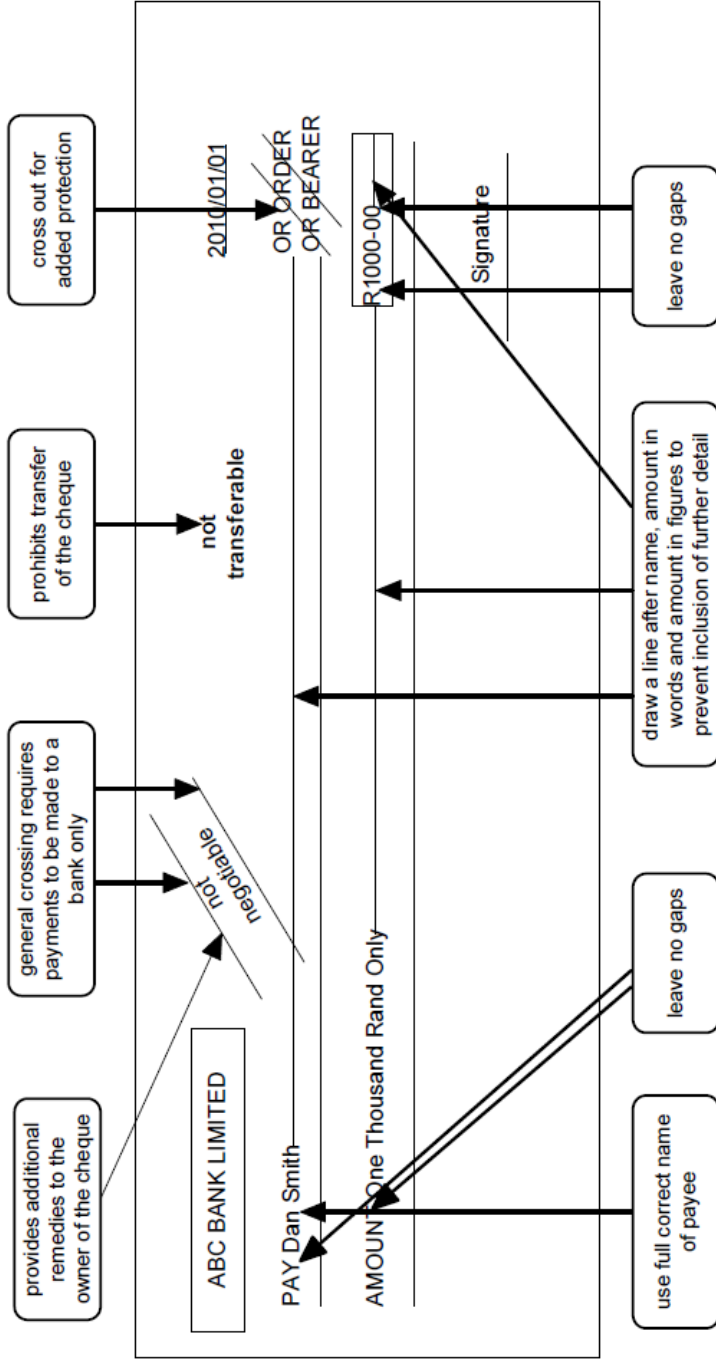 provides additional
remedies to the
owner of the cheque
general crossing requires
payments to be made to a
bank only
prohibits transfer
of the cheque
cross out for
added protection
ABC BANK LIMITED
not
negotiable
not
transferable
2010/01/01
PAY Dan Smith
OR ORDER
OR BEARER
AMOUNT One Thousand Rand Only
R1000-00
Signature
use full correct name
of payee
leave no gaps
draw a line after name, amount in
words and amount in figures to
prevent inclusion of further detail
leave no gaps